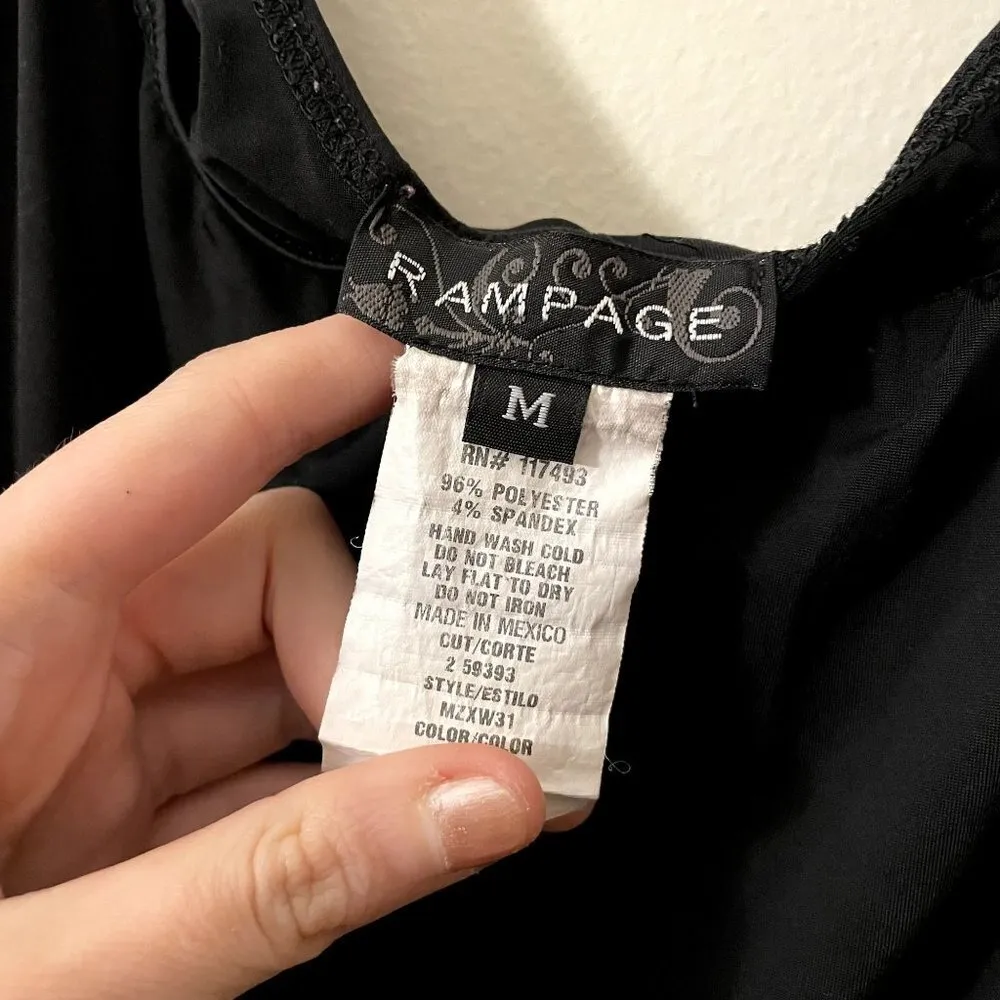 RAMPAGE
M
RN# 117493
96% POLYESTER
4% SPANDEX
HAND WASH COLD
DO NOT BLEACH
LAY FLAT TO DRY
DO NOT IRON
MADE IN MEXICO
CUT/CORTE
2 59393
STYLE/ESTILO
MZXW31
COLOR/COLOR